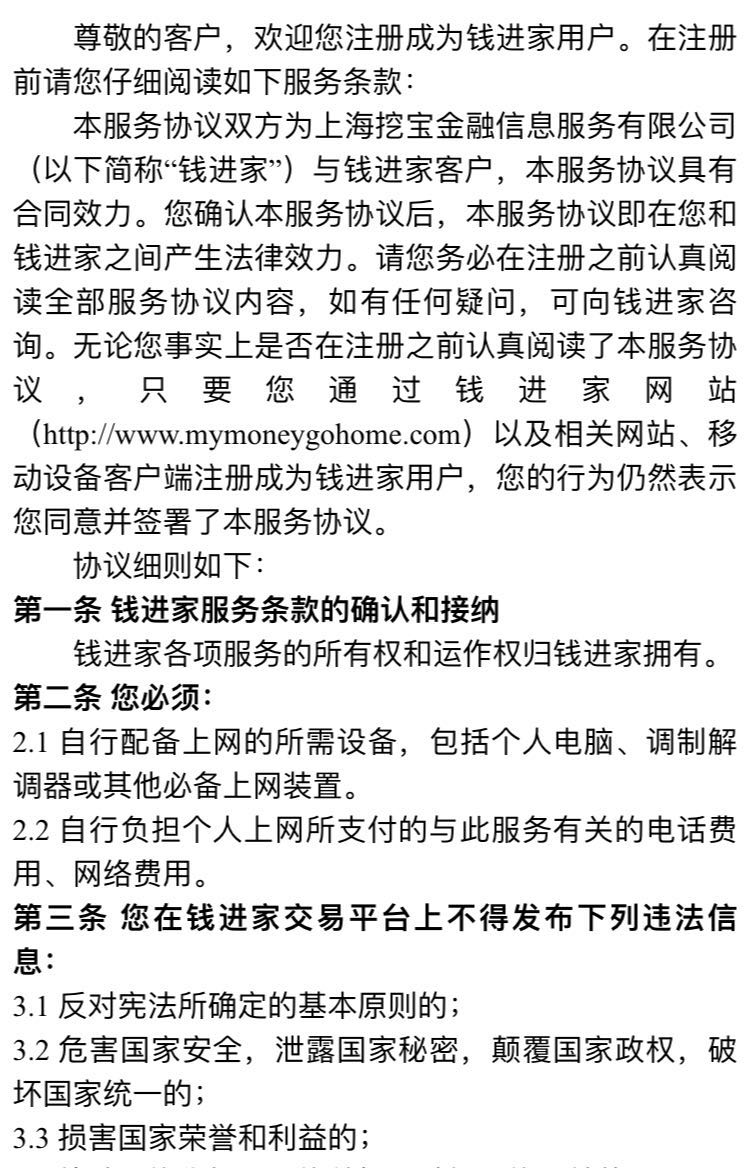 尊敬的客户，欢迎您注册成为钱进家用户。在注册
前请您仔细阅读如下服务条款：
本服务协议双方为上海挖宝金融信息服务有限公司
（以下简称“钱进家”）与钱进家客户，本服务协议具有
合同效力。您确认本服务协议后，本服务协议即在您和
钱进家之间产生法律效力。请您务必在注册之前认真阅
读全部服务协议内容，如有任何疑问，可向钱进家咨
询。无论您事实上是否在注册之前认真阅读了本服务协
议，只要您通过钱进家网站
（http://www.mymoneygohome.com）以及相关网站、移
动设备客户端注册成为钱进家用户，您的行为仍然表示
您同意并签署了本服务协议。
协议细则如下：
第一条 钱进家服务条款的确认和接纳
钱进家各项服务的所有权和运作权归钱进家拥有。
第二条 您必须：
2.1 自行配备上网的所需设备，包括个人电脑、调制解
调器或其他必备上网装置。
2.2 自行负担个人上网所支付的与此服务有关的电话费
用、网络费用。
第三条 您在钱进家交易平台上不得发布下列违法信
息：
3.1 反对宪法所确定的基本原则的；
3.2 危害国家安全，泄露国家秘密，颠覆国家政权，破
坏国家统一的；
3.3 损害国家荣誉和利益的；